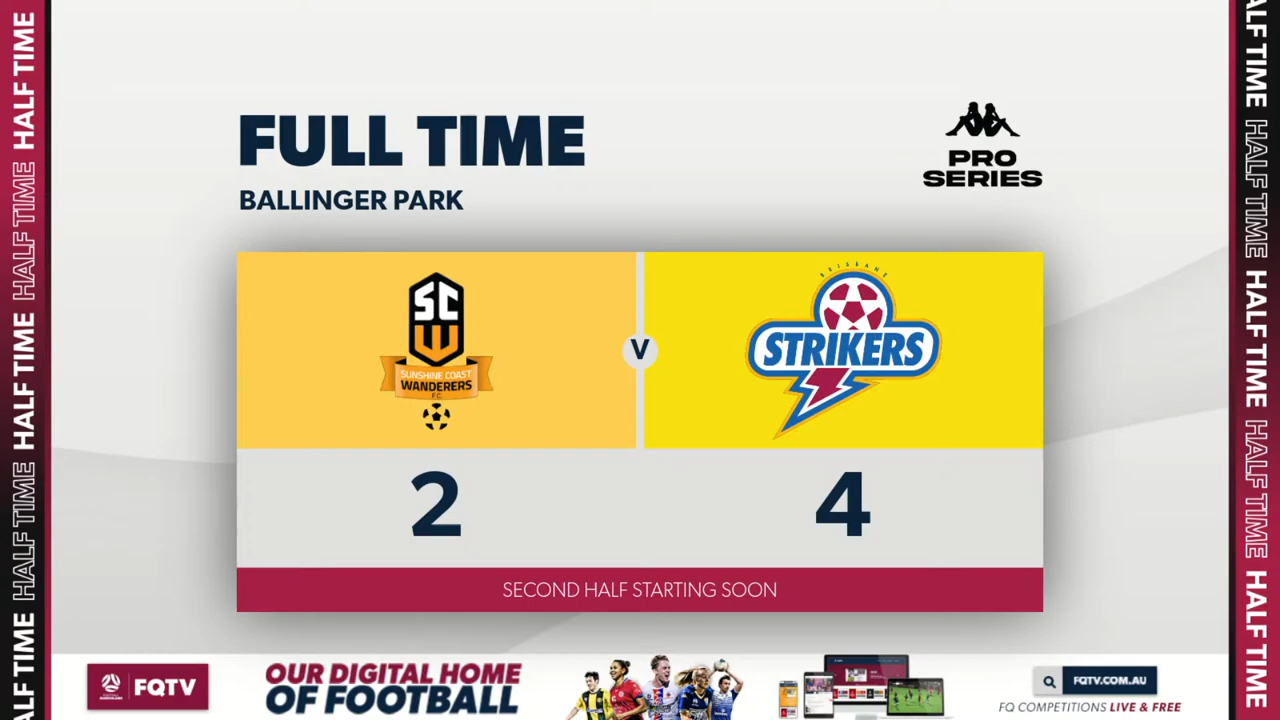 FULL TIME
BALLINGER PARK
PRO
SERIES
SC
W
SUNSHINE COAST
WANDERERS
F.C.
V
BRISBANE
STRIKERS
2
4
SECOND HALF STARTING SOON
FQTV
OUR DIGITAL HOME
OF FOOTBALL
FQTV.COM.AU
FQ COMPETITIONS LIVE & FREE
HALF TIME HALF TIME HALF TIME HALF TIME HALF TIME
HALF TIME HALF TIME HALF TIME HALF TIME HALF TIME